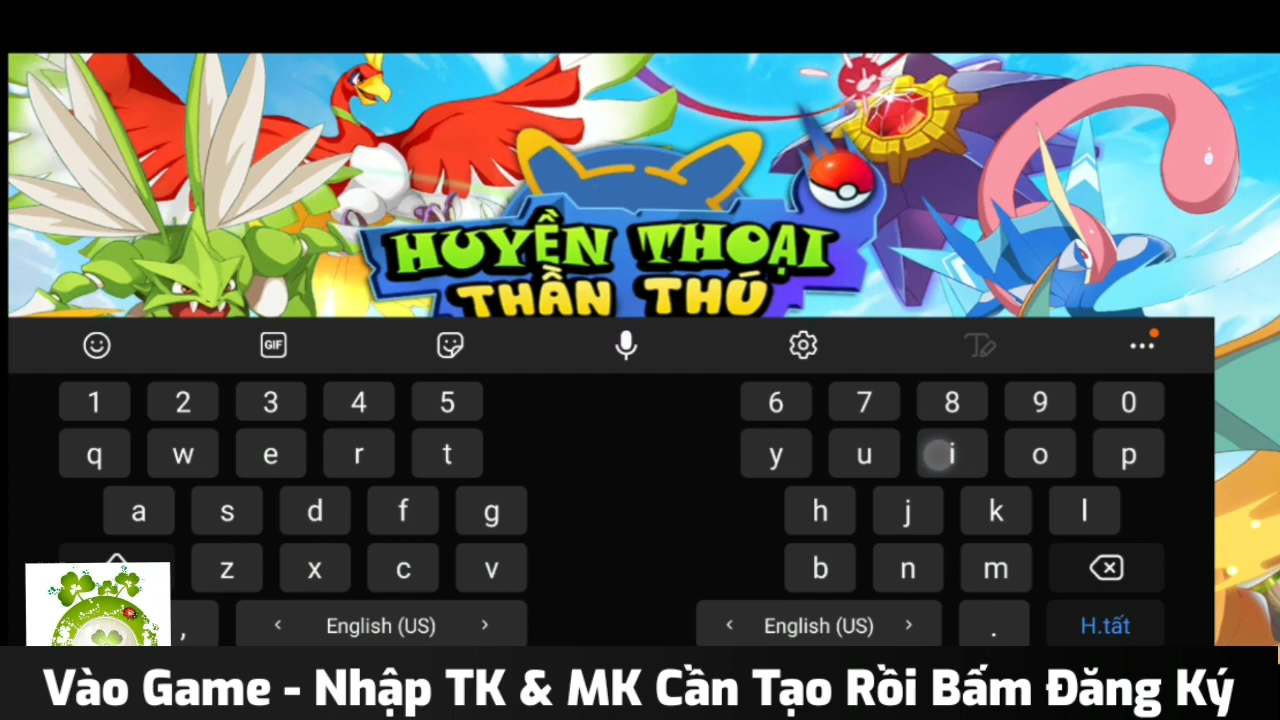 HUYỀN THOẠI
THẦN THÚ
GIF
1 2 3 4 5 6 7 8 9 0
q w e r t y u i o p
a s d f g h j k l
z x c v b n m
, < English (US) > < English (US) > . H.tất
Vào Game - Nhập TK & MK Cần Tạo Rồi Bấm Đăng Ký